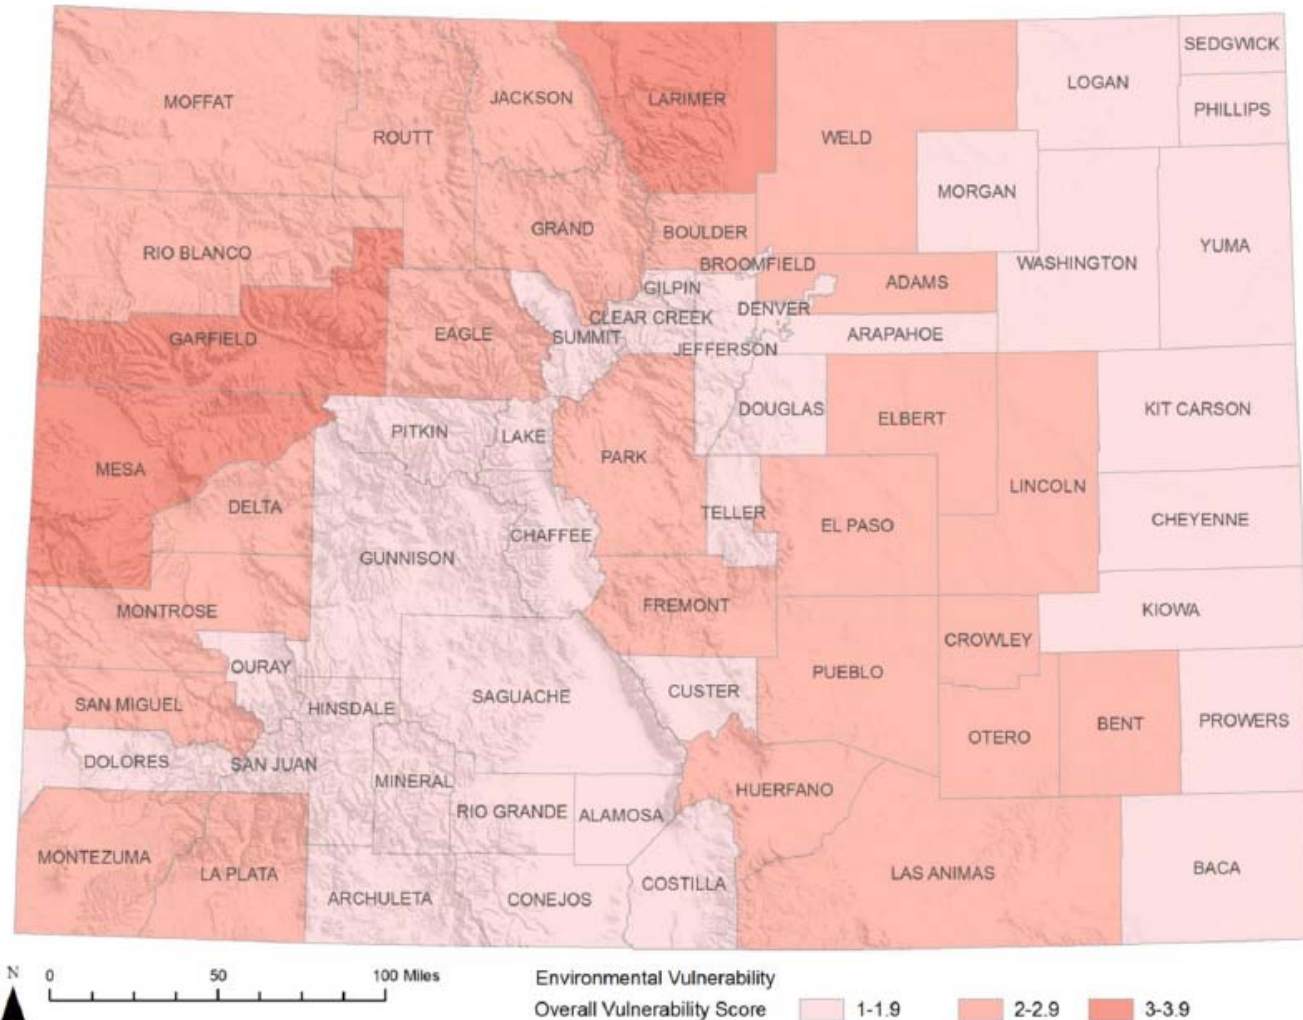 SEDGWICK
LOGAN
PHILLIPS
MOFFAT
JACKSON
LARIMER
ROUTT
WELD
MORGAN
GRAND
BOULDER
RIO BLANCO
BROOMFIELD
WASHINGTON
YUMA
GILPIN
ADAMS
DENVER
CLEAR CREEK
GARFIELD
EAGLE
SUMMIT
ARAPAHOE
JEFFERSON
DOUGLAS
ELBERT
KIT CARSON
PITKIN
LAKE
PARK
MESA
LINCOLN
DELTA
TELLER
EL PASO
CHEYENNE
CHAFFEE
GUNNISON
MONTROSE
FREMONT
KIOWA
CROWLEY
OURAY
PUEBLO
SAGUACHE
CUSTER
SAN MIGUEL
HINSDALE
PROWERS
BENT
OTERO
DOLORES
SAN JUAN
MINERAL
HUERFANO
RIO GRANDE
ALAMOSA
MONTEZUMA
LA PLATA
LAS ANIMAS
BACA
COSTILLA
ARCHULETA
CONEJOS
N
0 50 100 Miles
Environmental Vulnerability
Overall Vulnerability Score 1-1.9 2-2.9 3-3.9